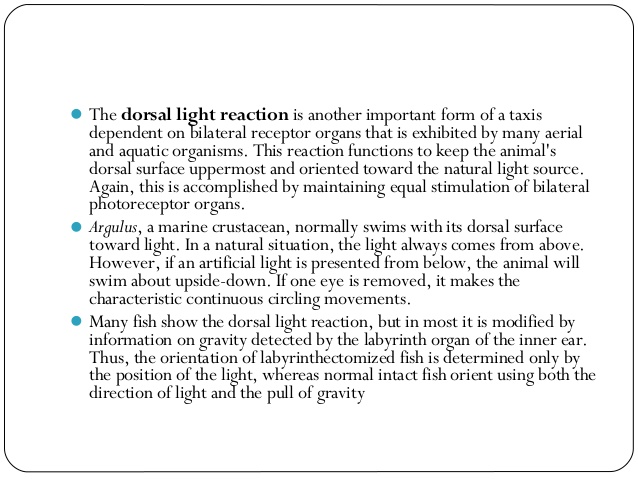 The dorsal light reaction is another important form of a taxis
dependent on bilateral receptor organs that is exhibited by many aerial
and aquatic organisms. This reaction functions to keep the animal's
dorsal surface uppermost and oriented toward the natural light source.
Again, this is accomplished by maintaining equal stimulation of bilateral
photoreceptor organs.
Argulus, a marine crustacean, normally swims with its dorsal surface
toward light. In a natural situation, the light always comes from above.
However, if an artificial light is presented from below, the animal will
swim about upside-down. If one eye is removed, it makes the
characteristic continuous circling movements.
Many fish show the dorsal light reaction, but in most it is modified by
information on gravity detected by the labyrinth organ of the inner ear.
Thus, the orientation of labyrinthectomized fish is determined only by
the position of the light, whereas normal intact fish orient using both the
direction of light and the pull of gravity